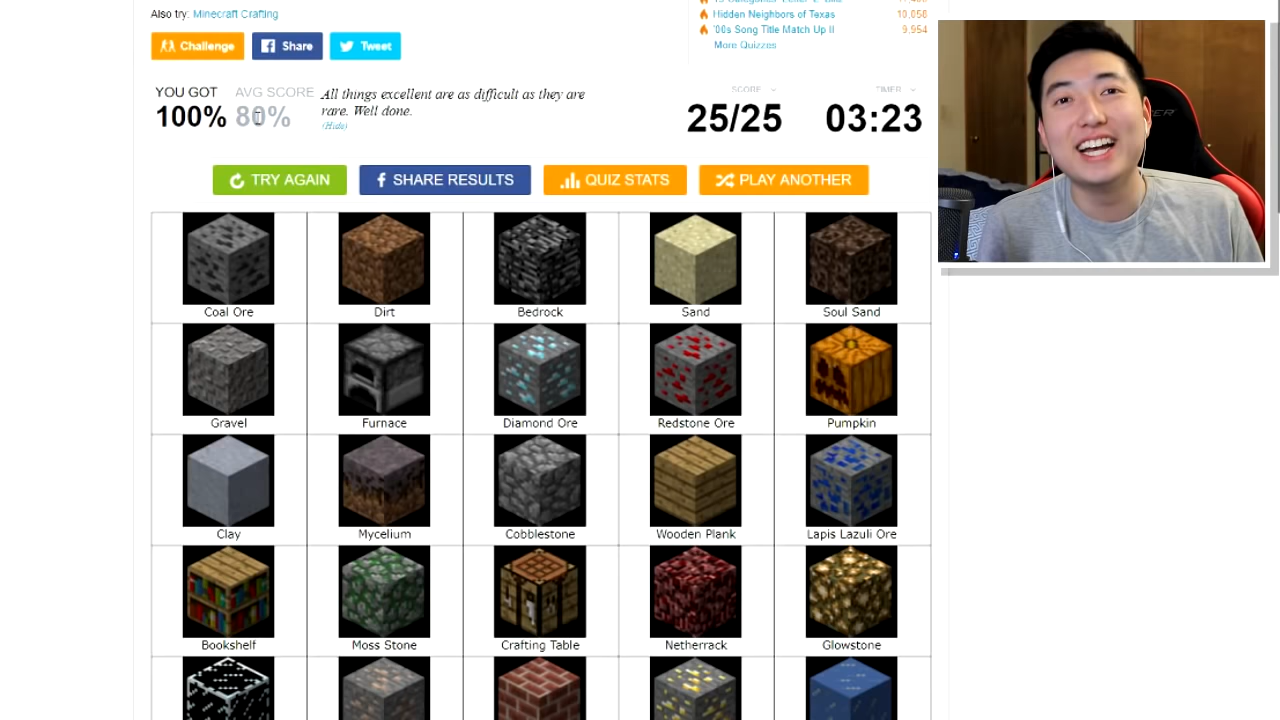 Also try: Minecraft Crafting
Hidden Neighbors of Texas 10,056
'00s Song Title Match Up II 9,954
More Quizzes
Challenge Share Tweet
YOU GOT AVG SCORE
100% 80%
All things excellent are as difficult as they are
rare. Well done.
(Hide)
SCORE TIMER
25/25 03:23
TRY AGAIN SHARE RESULTS QUIZ STATS PLAY ANOTHER
Coal Ore Dirt Bedrock Sand Soul Sand
Gravel Furnace Diamond Ore Redstone Ore Pumpkin
Clay Mycelium Cobblestone Wooden Plank Lapis Lazuli Ore
Bookshelf Moss Stone Crafting Table Netherrack Glowstone